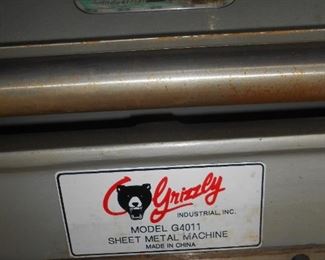 Grizzly
INDUSTRIAL, INC.
MODEL G4011
SHEET METAL MACHINE
MADE IN CHINA